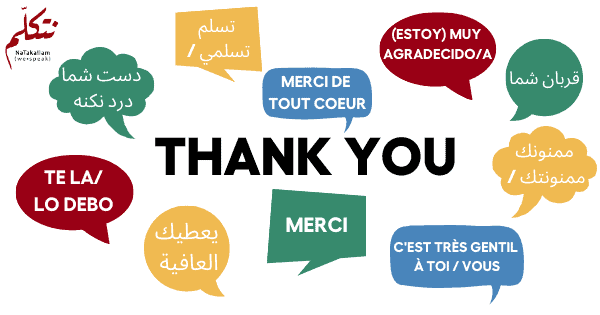 نتكلّم
NaTakallam
(we•speak)
دست شما
درد نکنه
تسلم
تسلمي /
MERCI DE
TOUT COEUR
(ESTOY) MUY
AGRADECIDO/A
قربان شما
THANK YOU
ممنونك
ممنونتك /
TE LA/
LO DEBO
يعطيك
العافية
MERCI
C'EST TRÈS GENTIL
À TOI / VOUS